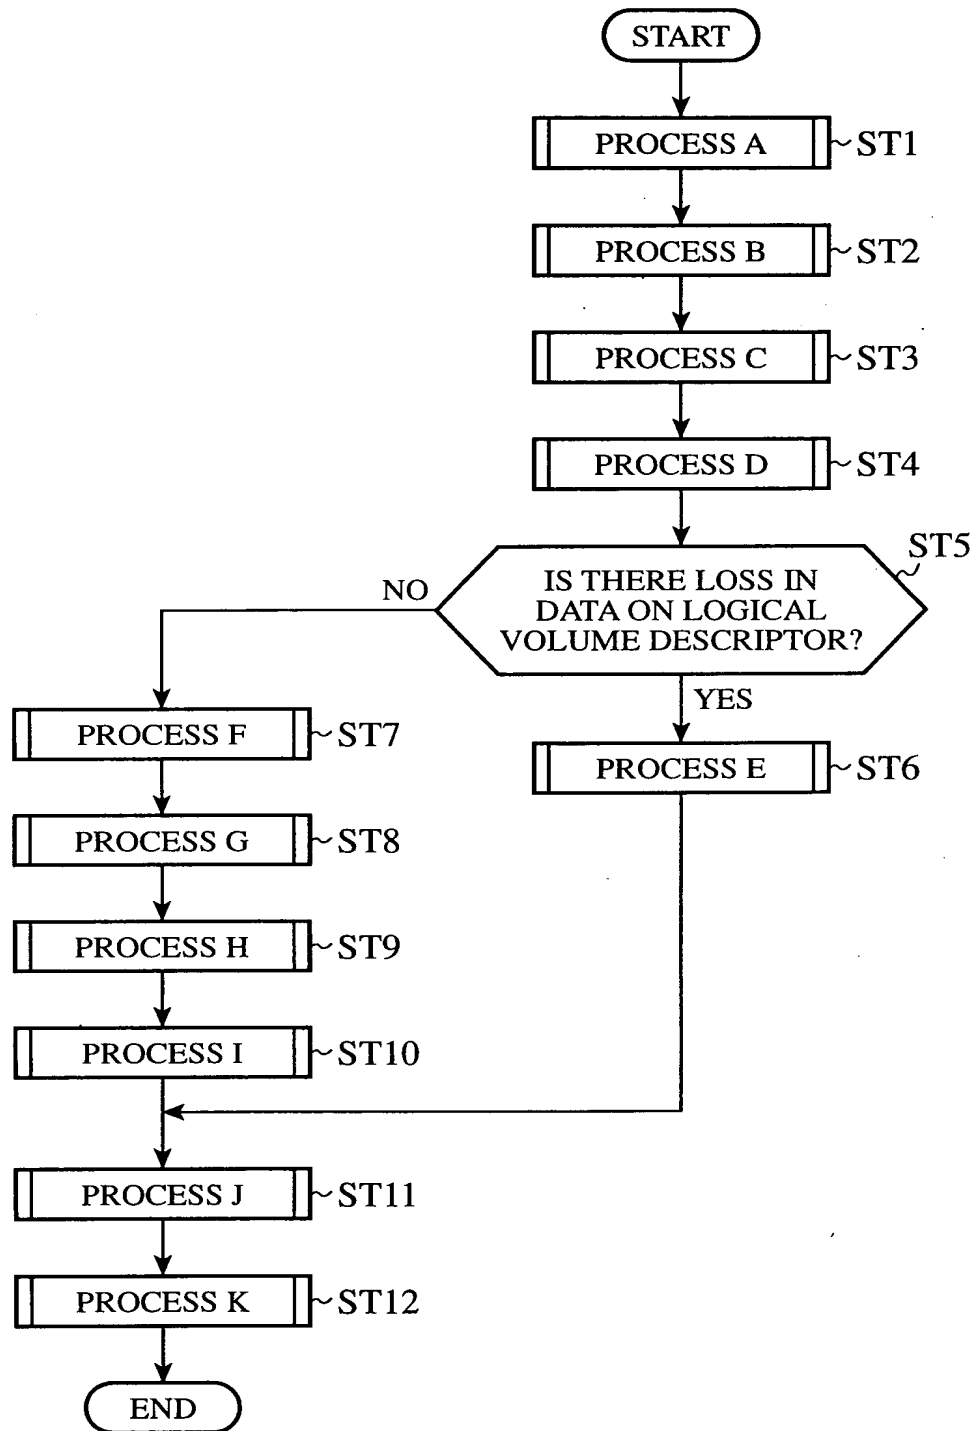 START
PROCESS A
ST1
PROCESS B
ST2
PROCESS C
ST3
PROCESS D
ST4
ST5
IS THERE LOSS IN
DATA ON LOGICAL
VOLUME DESCRIPTOR?
NO
YES
PROCESS F
ST7
PROCESS E
ST6
PROCESS G
ST8
PROCESS H
ST9
PROCESS I
ST10
PROCESS J
ST11
PROCESS K
ST12
END